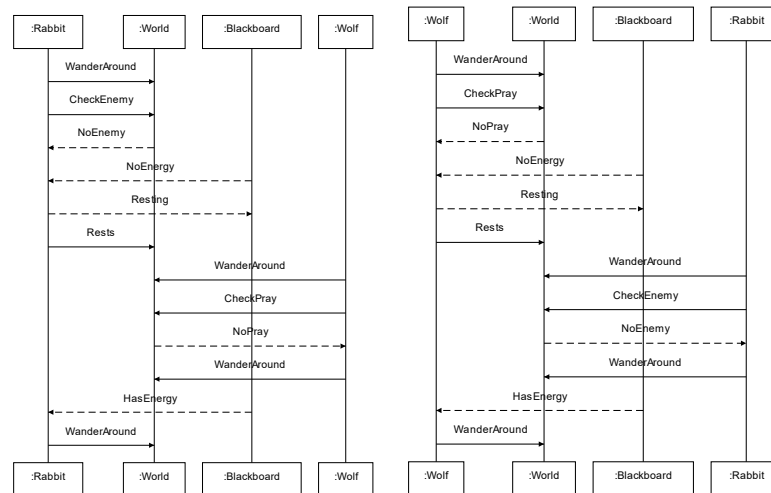 :Rabbit :World :Blackboard :Wolf
WanderAround
CheckEnemy
NoEnemy
NoEnergy
Resting
Rests
WanderAround
CheckPray
NoPray
WanderAround
HasEnergy
WanderAround
:Rabbit :World :Blackboard :Wolf
:Wolf :World :Blackboard :Rabbit
WanderAround
CheckPray
NoPray
NoEnergy
Resting
Rests
WanderAround
CheckEnemy
NoEnemy
WanderAround
HasEnergy
WanderAround
:Wolf :World :Blackboard :Rabbit